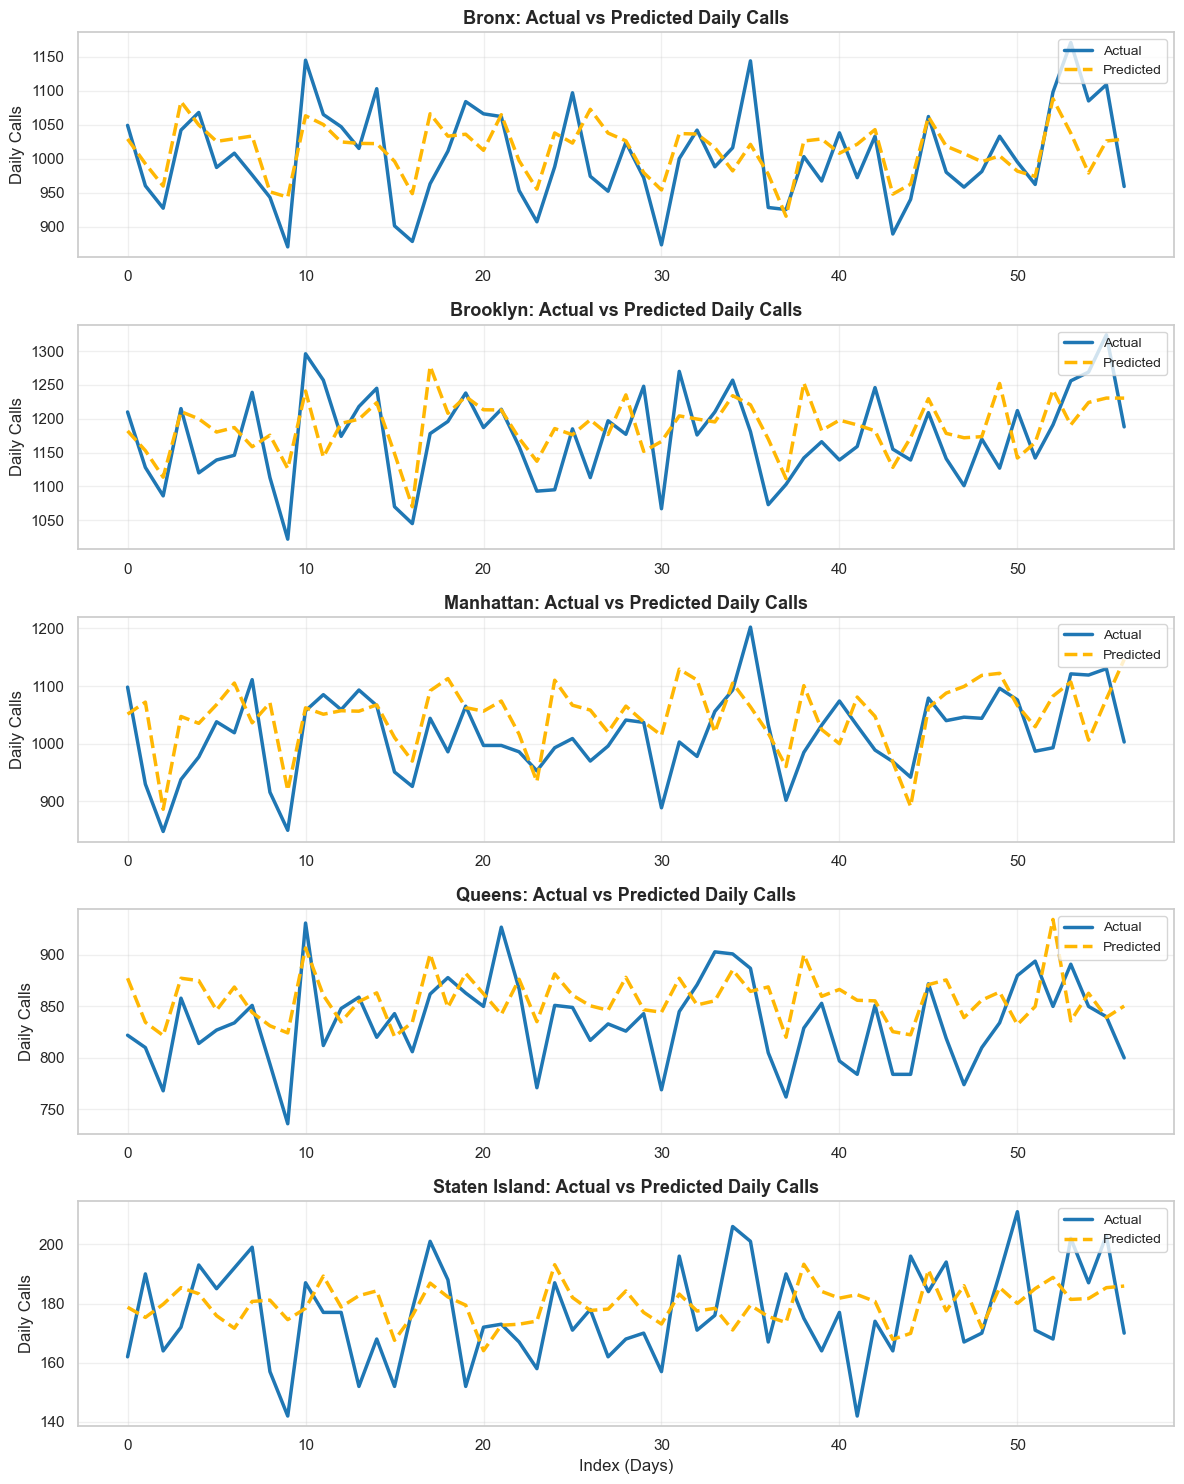 Bronx: Actual vs Predicted Daily Calls
Daily Calls
1150
1100
1050
1000
950
900
0 10 20 30 40 50
Actual
Predicted
Brooklyn: Actual vs Predicted Daily Calls
Daily Calls
1300
1250
1200
1150
1100
1050
0 10 20 30 40 50
Actual
Predicted
Manhattan: Actual vs Predicted Daily Calls
Daily Calls
1200
1100
1000
900
0 10 20 30 40 50
Actual
Predicted
Queens: Actual vs Predicted Daily Calls
Daily Calls
900
850
800
750
0 10 20 30 40 50
Actual
Predicted
Staten Island: Actual vs Predicted Daily Calls
Daily Calls
200
180
160
140
0 10 20 30 40 50
Actual
Predicted
Index (Days)